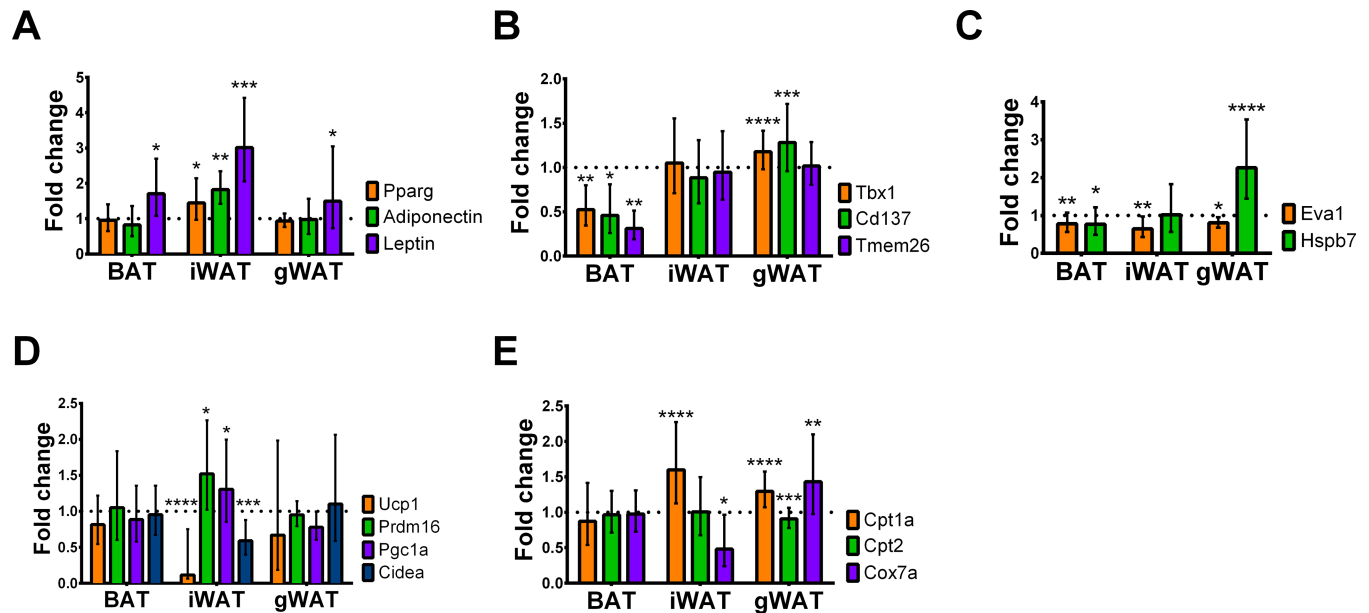 A
Fold change
5
4
3
2
1
0
*
*
**
***
*
BAT
iWAT
gWAT
Pparg
Adiponectin
Leptin
B
Fold change
2.0
1.5
1.0
0.5
0.0
**
*
**
****
***
BAT
iWAT
gWAT
Tbx1
Cd137
Tmem26
C
Fold change
4
3
2
1
0
**
*
**
*
****
BAT
iWAT
gWAT
Eva1
Hspb7
D
Fold change
2.5
2.0
1.5
1.0
0.5
0.0
****
*
*
***
BAT
iWAT
gWAT
Ucp1
Prdm16
Pgc1a
Cidea
E
Fold change
2.5
2.0
1.5
1.0
0.5
0.0
****
*
****
***
**
BAT
iWAT
gWAT
Cpt1a
Cpt2
Cox7a